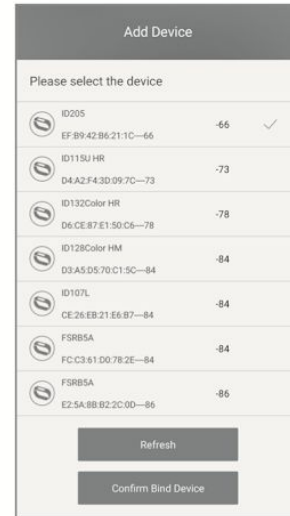 Add Device
Please select the device
ID205
-66
EF:B9:42:B6:21:1C----66
ID115U HR
-73
D4:A2:F4:3D:09:7C----73
ID132Color HR
-78
D6:CE:87:E1:50:C6----78
ID128Color HM
-84
D3:A5:D5:70:C1:5C----84
ID107L
-84
CE:26:EB:21:E6:B7----84
FSRB5A
-84
FC:C3:61:D0:78:2E----84
FSRB5A
-86
E2:5A:8B:B2:2C:0D----86
Refresh
Confirm Bind Device